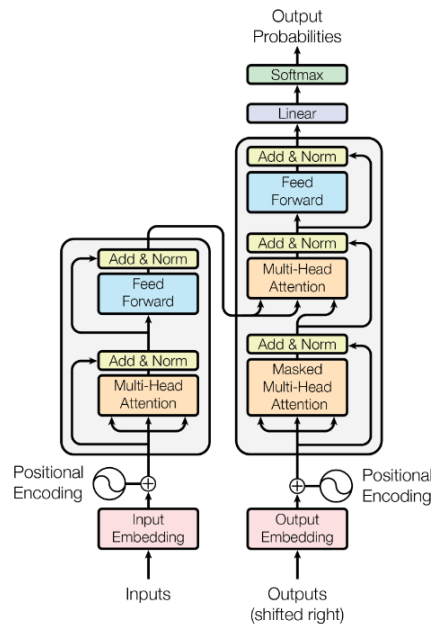 Output
Probabilities
Softmax
Linear
Add & Norm
Feed
Forward
Add & Norm
Multi-Head
Attention
Add & Norm
Masked
Multi-Head
Attention
Add & Norm
Feed
Forward
Add & Norm
Multi-Head
Attention
Positional
Encoding
Positional
Encoding
Input
Embedding
Output
Embedding
Inputs
Outputs
(shifted right)